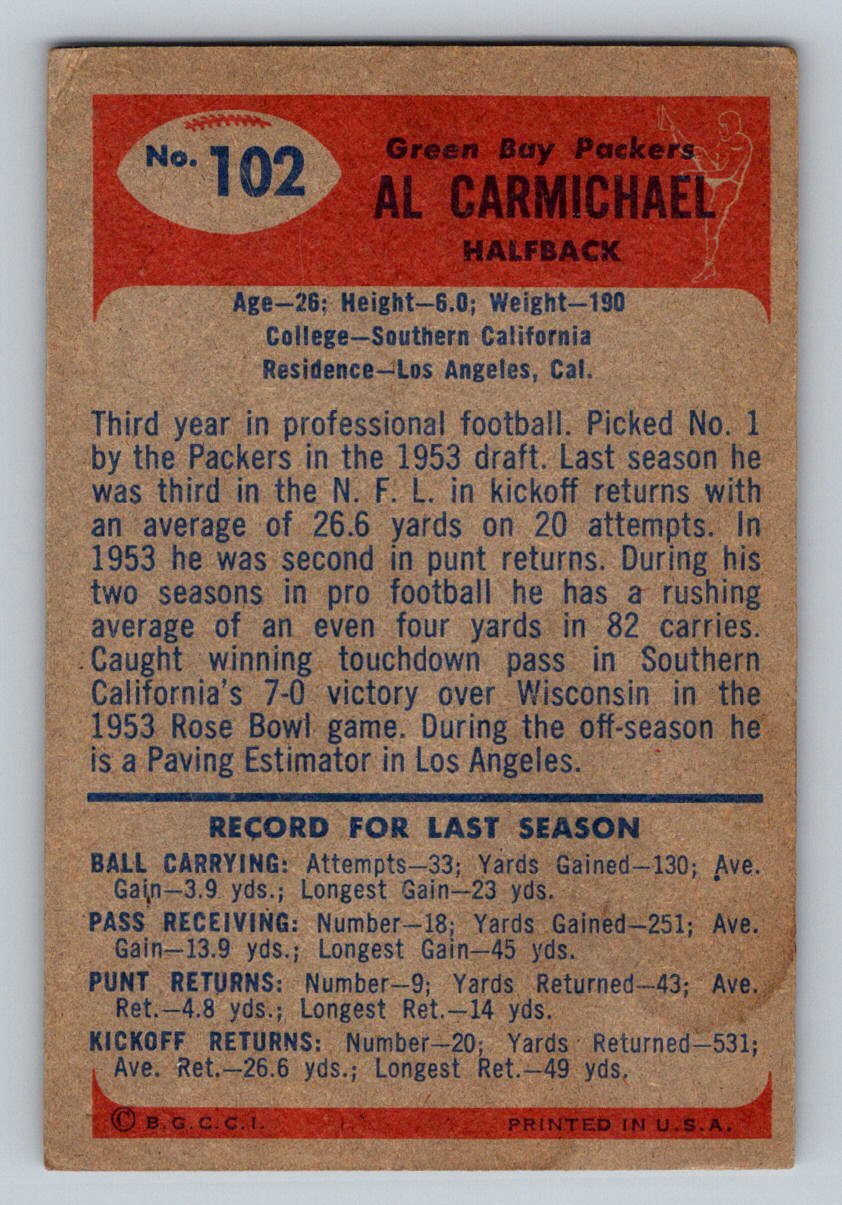 No. 102
Green Bay Packers
AL CARMICHAEL
HALFBACK
Age—26; Height—6.0; Weight—190
College—Southern California
Residence—Los Angeles, Cal.
Third year in professional football. Picked No. 1
by the Packers in the 1953 draft. Last season he
was third in the N. F. L. in kickoff returns with
an average of 26.6 yards on 20 attempts. In
1953 he was second in punt returns. During his
two seasons in pro football he has a rushing
average of an even four yards in 82 carries.
Caught winning touchdown pass in Southern
California's 7-0 victory over Wisconsin in the
1953 Rose Bowl game. During the off-season he
is a Paving Estimator in Los Angeles.
RECORD FOR LAST SEASON
BALL CARRYING: Attempts—33; Yards Gained—130; Ave.
Gain—3.9 yds.; Longest Gain—23 yds.
PASS RECEIVING: Number—18; Yards Gained—251; Ave.
Gain—13.9 yds.; Longest Gain—45 yds.
PUNT RETURNS: Number—9; Yards Returned—43; Ave.
Ret.—4.8 yds.; Longest Ret.—14 yds.
KICKOFF RETURNS: Number—20; Yards Returned—531;
Ave. Ret.—26.6 yds.; Longest Ret.—49 yds.
© B.G.C.C.I. PRINTED IN U.S.A.